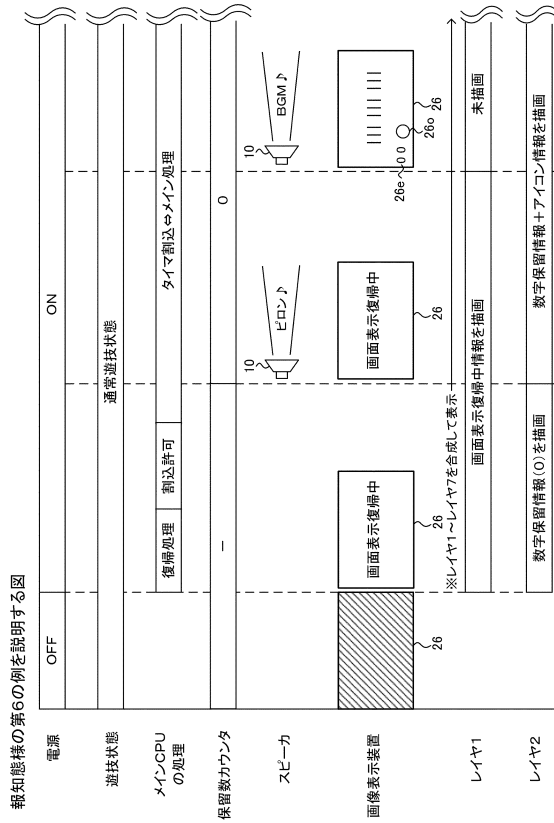 報知態様の第6の例を説明する図
電源
OFF
ON
遊技状態
通常遊技状態
メインCPU
の処理
復帰処理
割込許可
タイマ割込⇔メイン処理
保留数カウンタ
－
0
スピーカ
10
ピロン♪
10
BGM♪
画像表示装置
26
画面表示復帰中
26
画面表示復帰中
26
26e
0 0
26o
26
※レイヤ1～レイヤ7を合成して表示
レイヤ1
画面表示復帰中情報を描画
未描画
レイヤ2
数字保留情報(0)を描画
数字保留情報+アイコン情報を描画